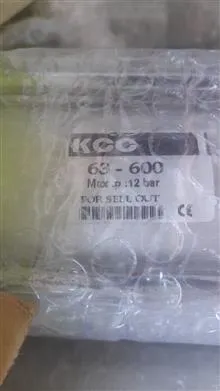 KCC
63 - 600
Max .p :12 bar
FOR SELL OUT
CE